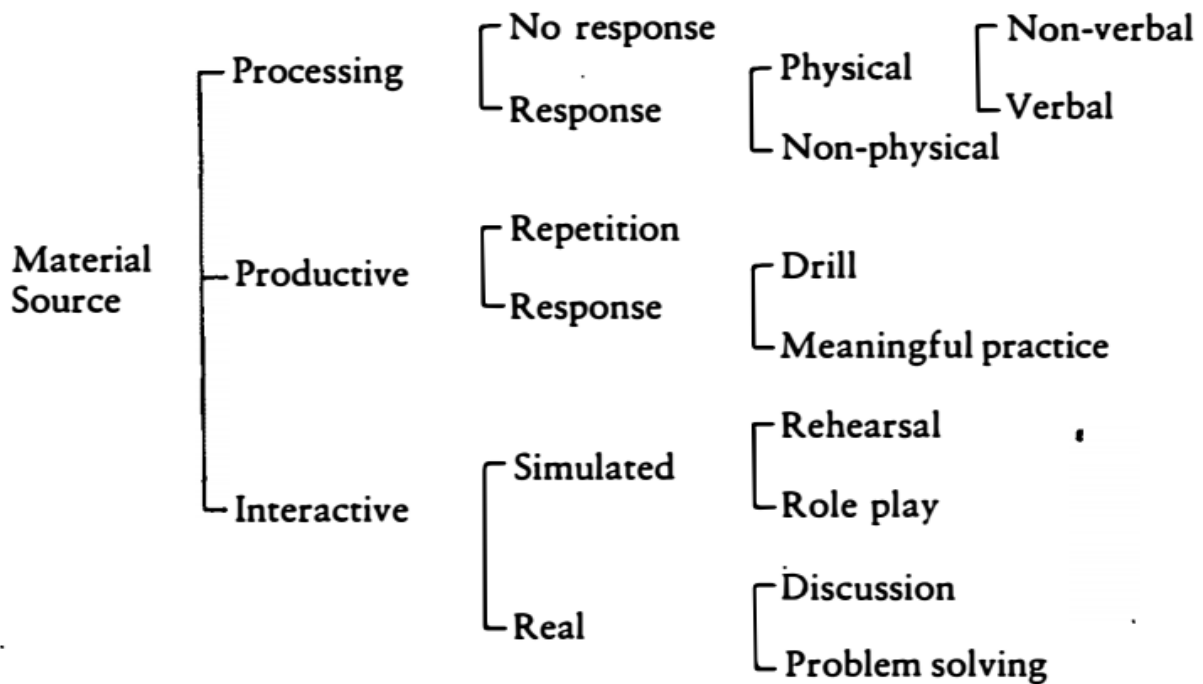 No response
Non-verbal
Processing
Physical
Response
Verbal
Non-physical
Repetition
Material
Source
Productive
Drill
Response
Meaningful practice
Rehearsal
Simulated
Interactive
Role play
Discussion
Real
Problem solving